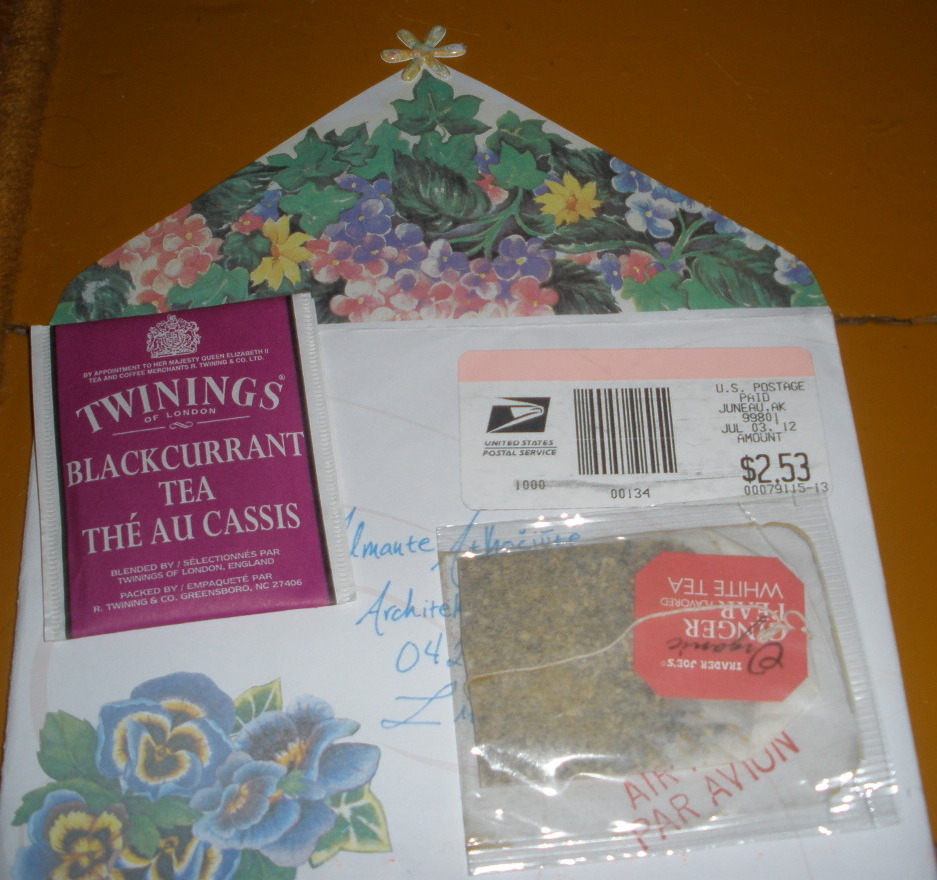 BY APPOINTMENT TO HER MAJESTY QUEEN ELIZABETH II
TEA AND COFFEE MERCHANTS R. TWINING & CO. LTD.
TWININGS®
OF LONDON
BLACKCURRANT
TEA
THÉ AU CASSIS
BLENDED BY / SÉLECTIONNÉS PAR
TWININGS OF LONDON, ENGLAND
PACKED BY / EMPAQUETÉ PAR
R. TWINING & CO. GREENSBORO, NC 27406
UNITED STATES
POSTAL SERVICE
1000
00134
U.S. POSTAGE
PAID
JUNEAU, AK
99801
JUL 03, 12
AMOUNT
$2.53
00079115-13
lmante
Architek
042
L
TRADER JOE'S®
Organic
GINGER
PEAR FLAVORED
WHITE TEA
AIR
PAR AVION